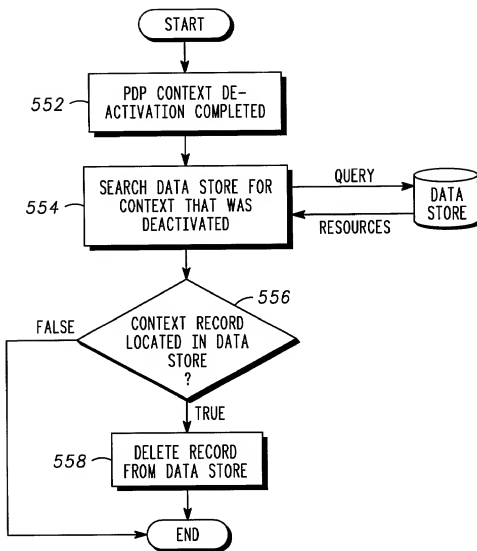 START
552
PDP CONTEXT DE-
ACTIVATION COMPLETED
554
SEARCH DATA STORE FOR
CONTEXT THAT WAS
DEACTIVATED
QUERY
RESOURCES
DATA
STORE
556
FALSE
CONTEXT RECORD
LOCATED IN DATA
STORE
?
TRUE
558
DELETE RECORD
FROM DATA STORE
END